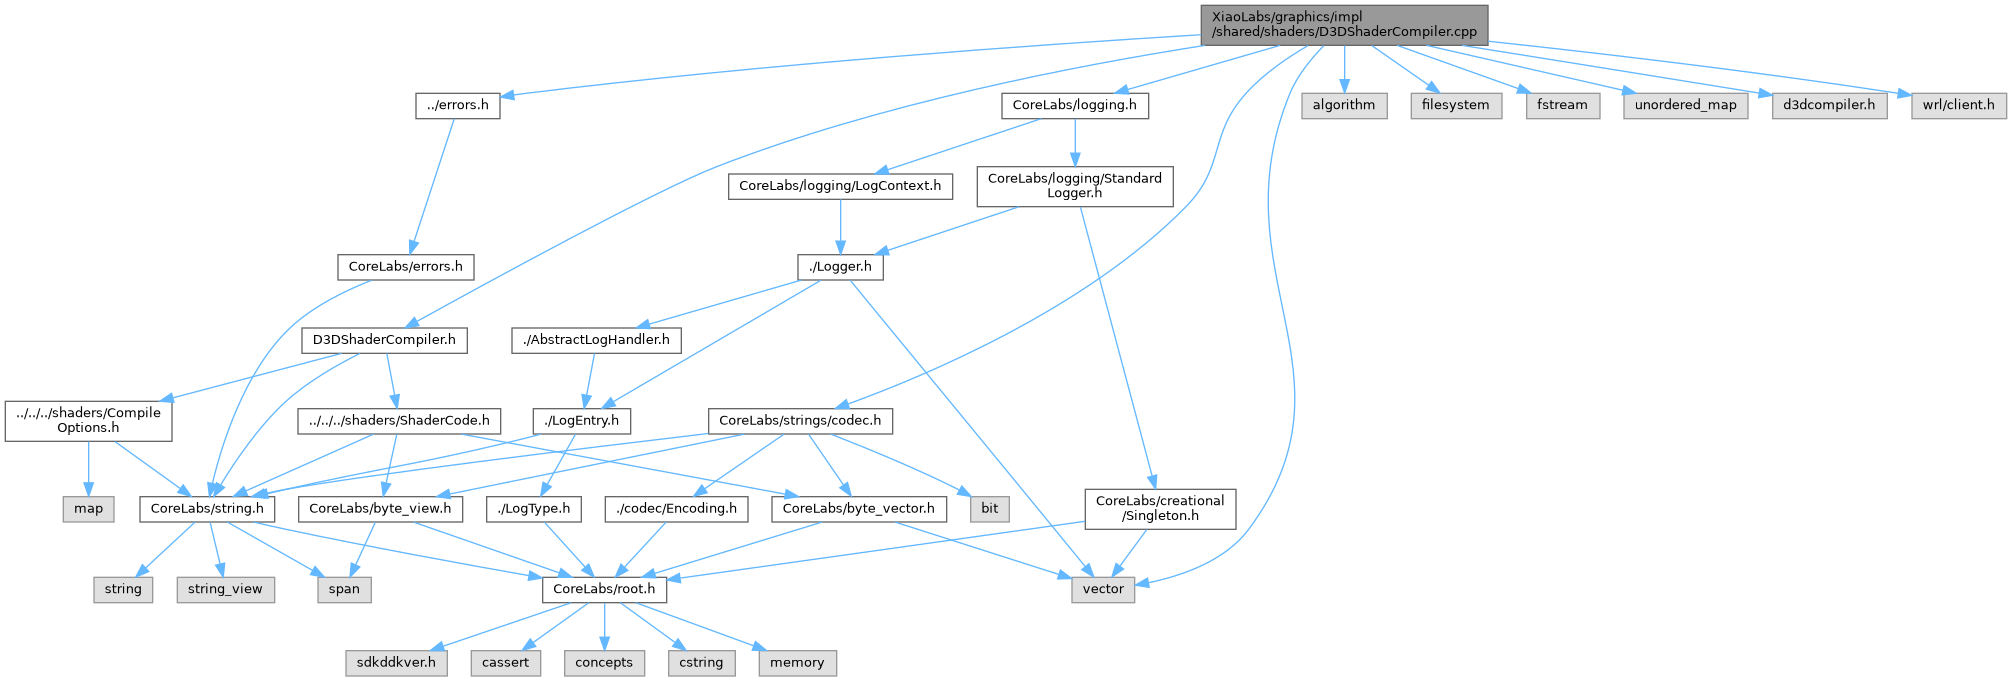 XiaoLabs/graphics/impl
/shared/shaders/D3DShaderCompiler.cpp
../errors.h
CoreLabs/logging.h
algorithm
filesystem
fstream
unordered_map
d3dcompiler.h
wrl/client.h
CoreLabs/logging/LogContext.h
CoreLabs/logging/Standard
Logger.h
CoreLabs/errors.h
./Logger.h
D3DShaderCompiler.h
./AbstractLogHandler.h
../../../shaders/Compile
Options.h
../../../shaders/ShaderCode.h
./LogEntry.h
CoreLabs/strings/codec.h
map
CoreLabs/string.h
CoreLabs/byte_view.h
./LogType.h
./codec/Encoding.h
CoreLabs/byte_vector.h
bit
CoreLabs/creational
/Singleton.h
string
string_view
span
CoreLabs/root.h
vector
sdkddkver.h
cassert
concepts
cstring
memory